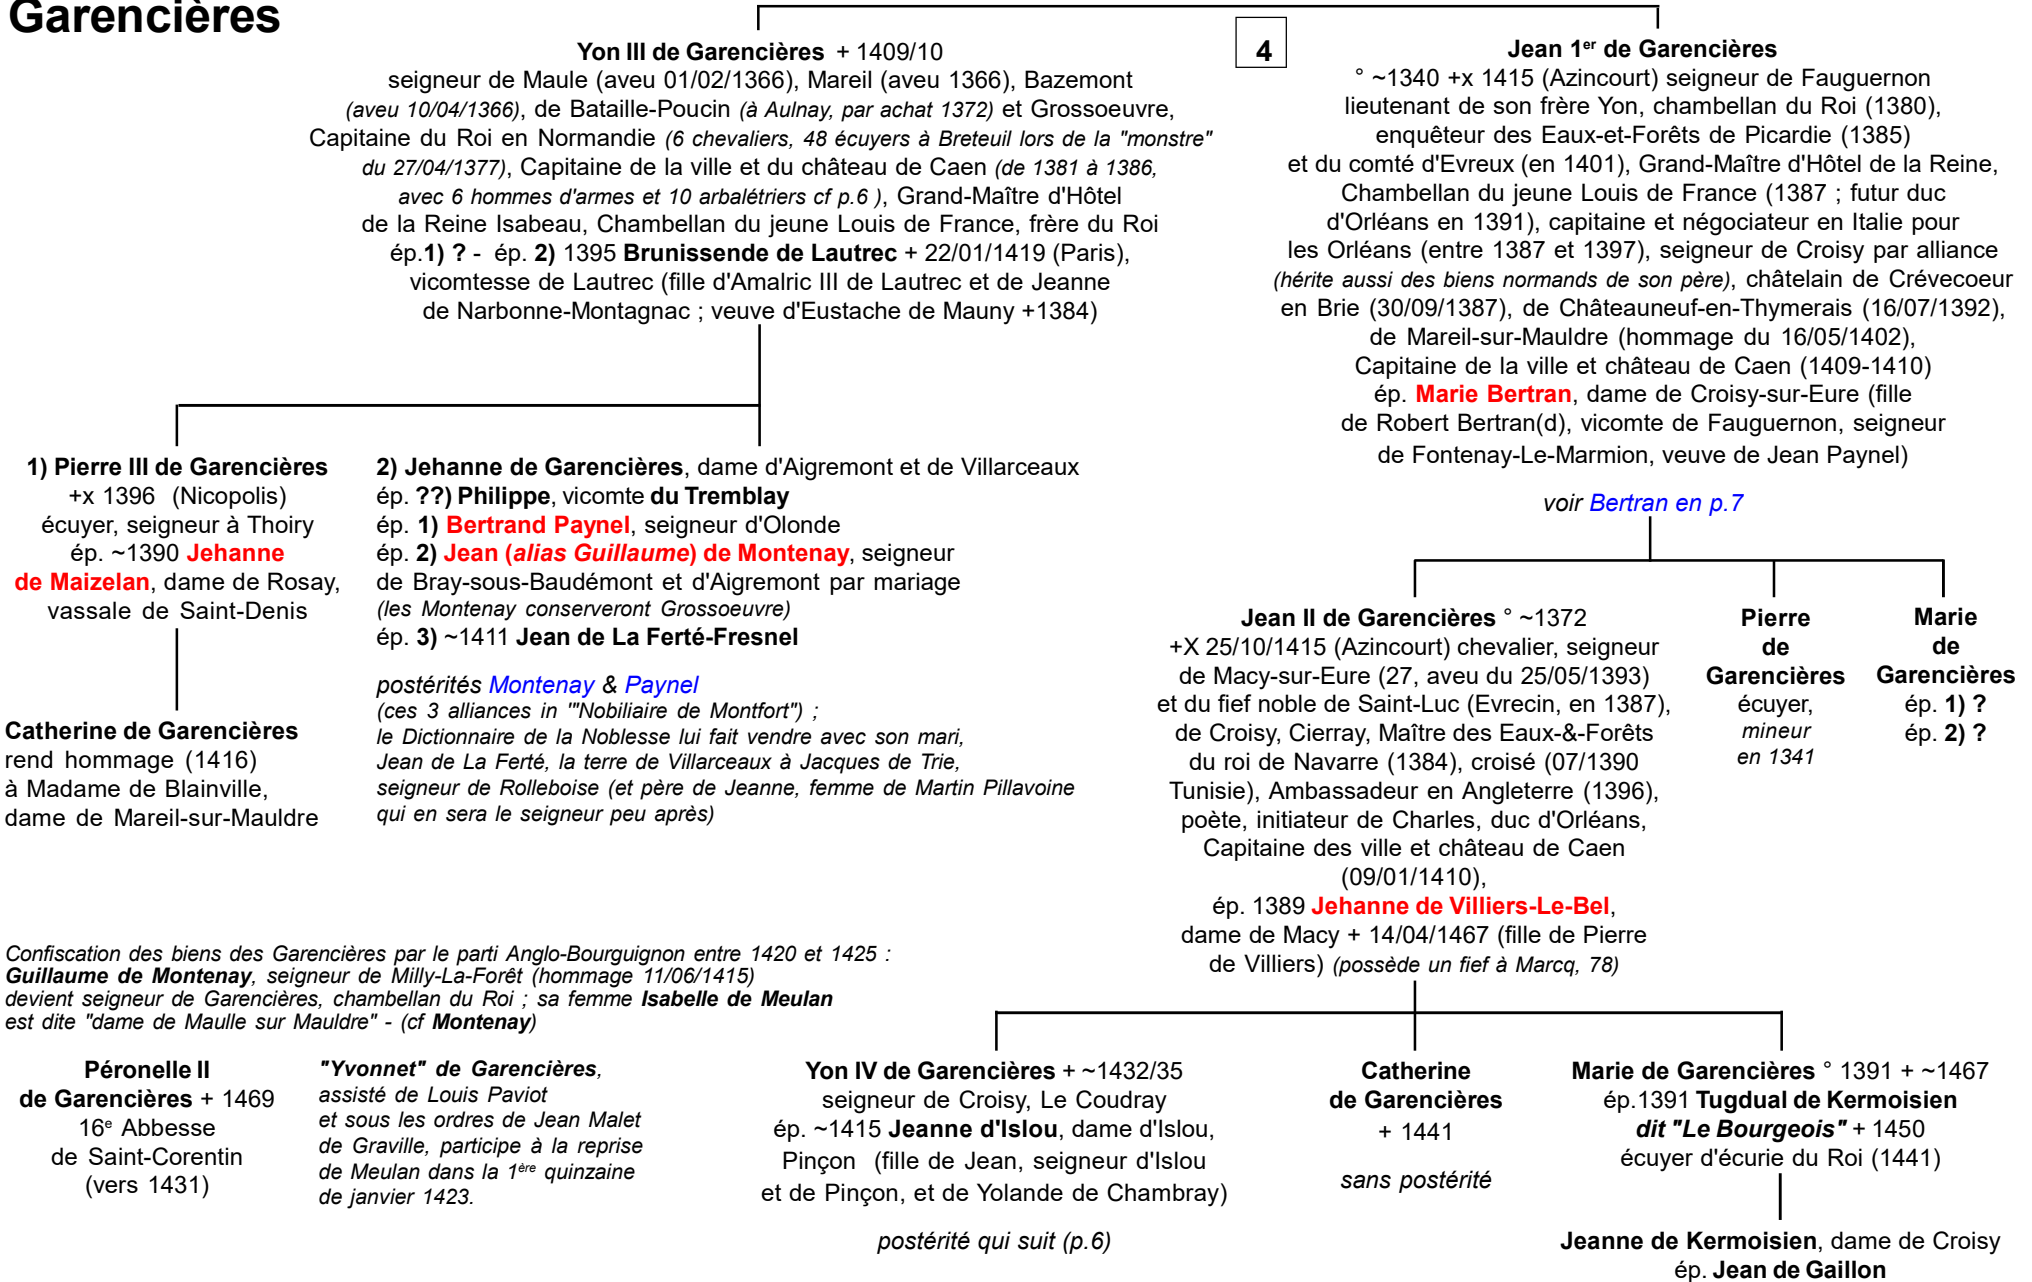 Garencières
4
Yon III de Garencières + 1409/10
seigneur de Maule (aveu 01/02/1366), Mareil (aveu 1366), Bazemont
(aveu 10/04/1366), de Bataille-Poucin (à Aulnay, par achat 1372) et Grossoeuvre,
Capitaine du Roi en Normandie (6 chevaliers, 48 écuyers à Breteuil lors de la "monstre"
du 27/04/1377), Capitaine de la ville et du château de Caen (de 1381 à 1386,
avec 6 hommes d'armes et 10 arbalétriers cf p.6 ), Grand-Maître d'Hôtel
de la Reine Isabeau, Chambellan du jeune Louis de France, frère du Roi
ép.1) ? - ép. 2) 1395 Brunissende de Lautrec + 22/01/1419 (Paris),
vicomtesse de Lautrec (fille d'Amalric III de Lautrec et de Jeanne
de Narbonne-Montagnac ; veuve d'Eustache de Mauny +1384)
Jean 1er de Garencières
° ~1340 +x 1415 (Azincourt) seigneur de Fauguernon
lieutenant de son frère Yon, chambellan du Roi (1380),
enquêteur des Eaux-et-Forêts de Picardie (1385)
et du comté d'Evreux (en 1401), Grand-Maître d'Hôtel de la Reine,
Chambellan du jeune Louis de France (1387 ; futur duc
d'Orléans en 1391), capitaine et négociateur en Italie pour
les Orléans (entre 1387 et 1397), seigneur de Croisy par alliance
(hérite aussi des biens normands de son père), châtelain de Crévecoeur
en Brie (30/09/1387), de Châteauneuf-en-Thymerais (16/07/1392),
de Mareil-sur-Mauldre (hommage du 16/05/1402),
Capitaine de la ville et château de Caen (1409-1410)
ép. Marie Bertran, dame de Croisy-sur-Eure (fille
de Robert Bertran(d), vicomte de Fauguernon, seigneur
de Fontenay-Le-Marmion, veuve de Jean Paynel)
voir Bertran en p.7
1) Pierre III de Garencières
+x 1396 (Nicopolis)
écuyer, seigneur à Thoiry
ép. ~1390 Jehanne
de Maizelan, dame de Rosay,
vassale de Saint-Denis
2) Jehanne de Garencières, dame d'Aigremont et de Villarceaux
ép. ??) Philippe, vicomte du Tremblay
ép. 1) Bertrand Paynel, seigneur d'Olonde
ép. 2) Jean (alias Guillaume) de Montenay, seigneur
de Bray-sous-Baudémont et d'Aigremont par mariage
(les Montenay conserveront Grossoeuvre)
ép. 3) ~1411 Jean de La Ferté-Fresnel
postérités Montenay & Paynel
(ces 3 alliances in '"Nobiliaire de Montfort") ;
le Dictionnaire de la Noblesse lui fait vendre avec son mari,
Jean de La Ferté, la terre de Villarceaux à Jacques de Trie,
seigneur de Rolleboise (et père de Jeanne, femme de Martin Pillavoine
qui en sera le seigneur peu après)
Catherine de Garencières
rend hommage (1416)
à Madame de Blainville,
dame de Mareil-sur-Mauldre
Jean II de Garencières ° ~1372
+X 25/10/1415 (Azincourt) chevalier, seigneur
de Macy-sur-Eure (27, aveu du 25/05/1393)
et du fief noble de Saint-Luc (Evrecin, en 1387),
de Croisy, Cierray, Maître des Eaux-&-Forêts
du roi de Navarre (1384), croisé (07/1390
Tunisie), Ambassadeur en Angleterre (1396),
poète, initiateur de Charles, duc d'Orléans,
Capitaine des ville et château de Caen
(09/01/1410),
ép. 1389 Jehanne de Villiers-Le-Bel,
dame de Macy + 14/04/1467 (fille de Pierre
de Villiers) (possède un fief à Marcq, 78)
Pierre
de
Garencières
écuyer,
mineur
en 1341
Marie
de
Garencières
ép. 1) ?
ép. 2) ?
Confiscation des biens des Garencières par le parti Anglo-Bourguignon entre 1420 et 1425 :
Guillaume de Montenay, seigneur de Milly-La-Forêt (hommage 11/06/1415)
devient seigneur de Garencières, chambellan du Roi ; sa femme Isabelle de Meulan
est dite "dame de Maulle sur Mauldre" - (cf Montenay)
Péronelle II
de Garencières + 1469
16e Abbesse
de Saint-Corentin
(vers 1431)
"Yvonnet" de Garencières,
assisté de Louis Paviot
et sous les ordres de Jean Malet
de Graville, participe à la reprise
de Meulan dans la 1ère quinzaine
de janvier 1423.
Yon IV de Garencières + ~1432/35
seigneur de Croisy, Le Coudray
ép. ~1415 Jeanne d'Islou, dame d'Islou,
Pinçon (fille de Jean, seigneur d'Islou
et de Pinçon, et de Yolande de Chambray)
postérité qui suit (p.6)
Catherine
de Garencières
+ 1441
sans postérité
Marie de Garencières ° 1391 + ~1467
ép.1391 Tugdual de Kermoisien
dit "Le Bourgeois" + 1450
écuyer d'écurie du Roi (1441)
Jeanne de Kermoisien, dame de Croisy
ép. Jean de Gaillon